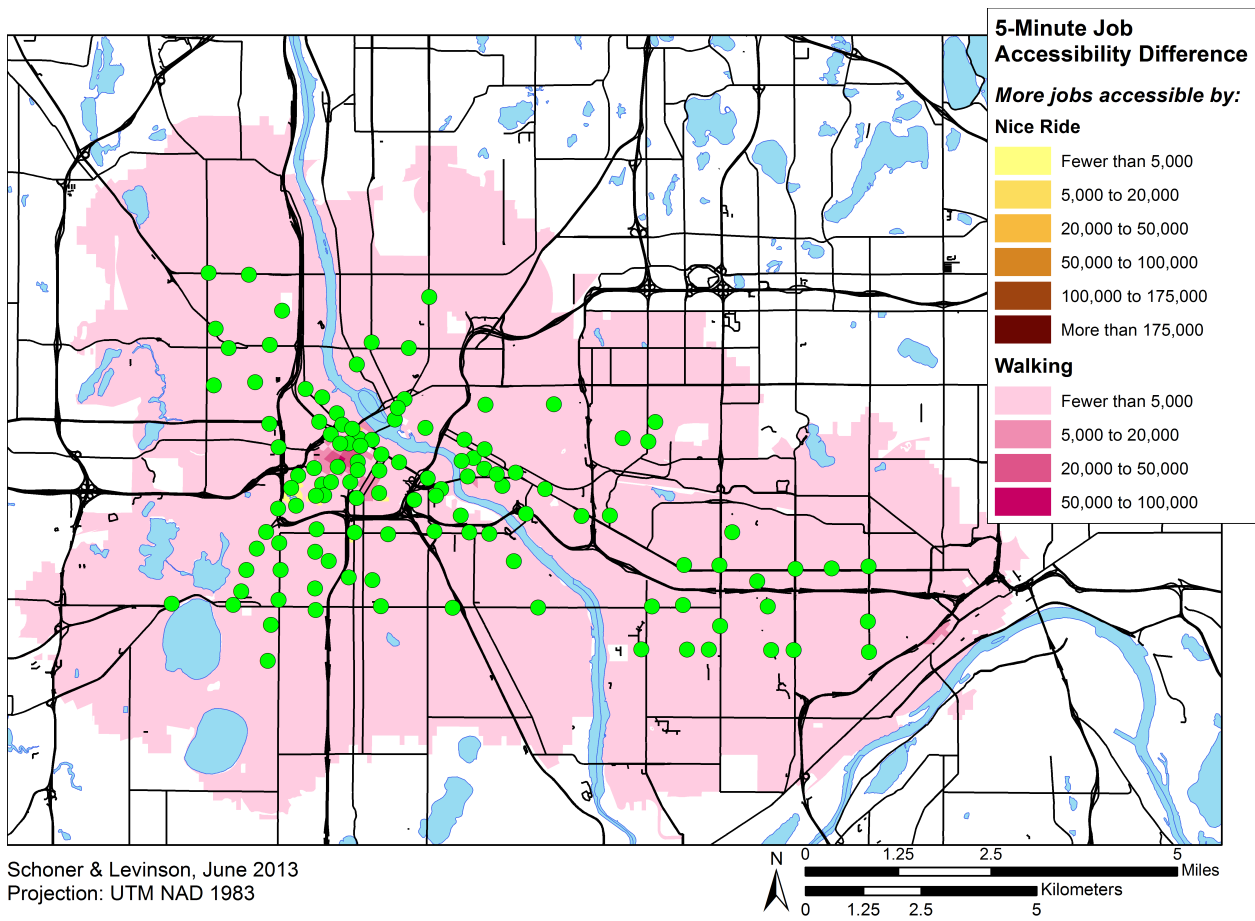 5-Minute Job
Accessibility Difference
More jobs accessible by:
Nice Ride
Fewer than 5,000
5,000 to 20,000
20,000 to 50,000
50,000 to 100,000
100,000 to 175,000
More than 175,000
Walking
Fewer than 5,000
5,000 to 20,000
20,000 to 50,000
50,000 to 100,000
Schoner & Levinson, June 2013
Projection: UTM NAD 1983
N
0 1.25 2.5 5
Miles
Kilometers
0 1.25 2.5 5